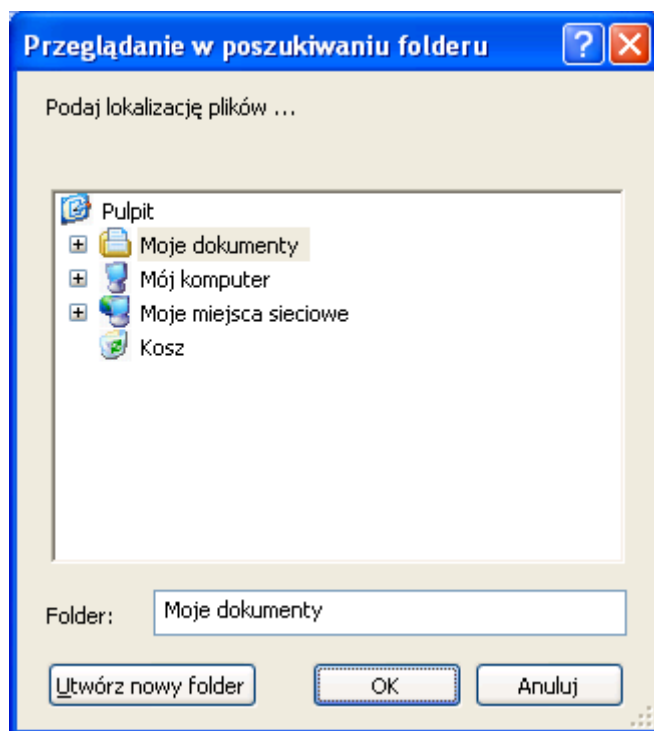 Przeglądanie w poszukiwaniu folderu
Podaj lokalizację plików ...
Pulpit
Moje dokumenty
Mój komputer
Moje miejsca sieciowe
Kosz
Folder: Moje dokumenty
Utwórz nowy folder OK Anuluj